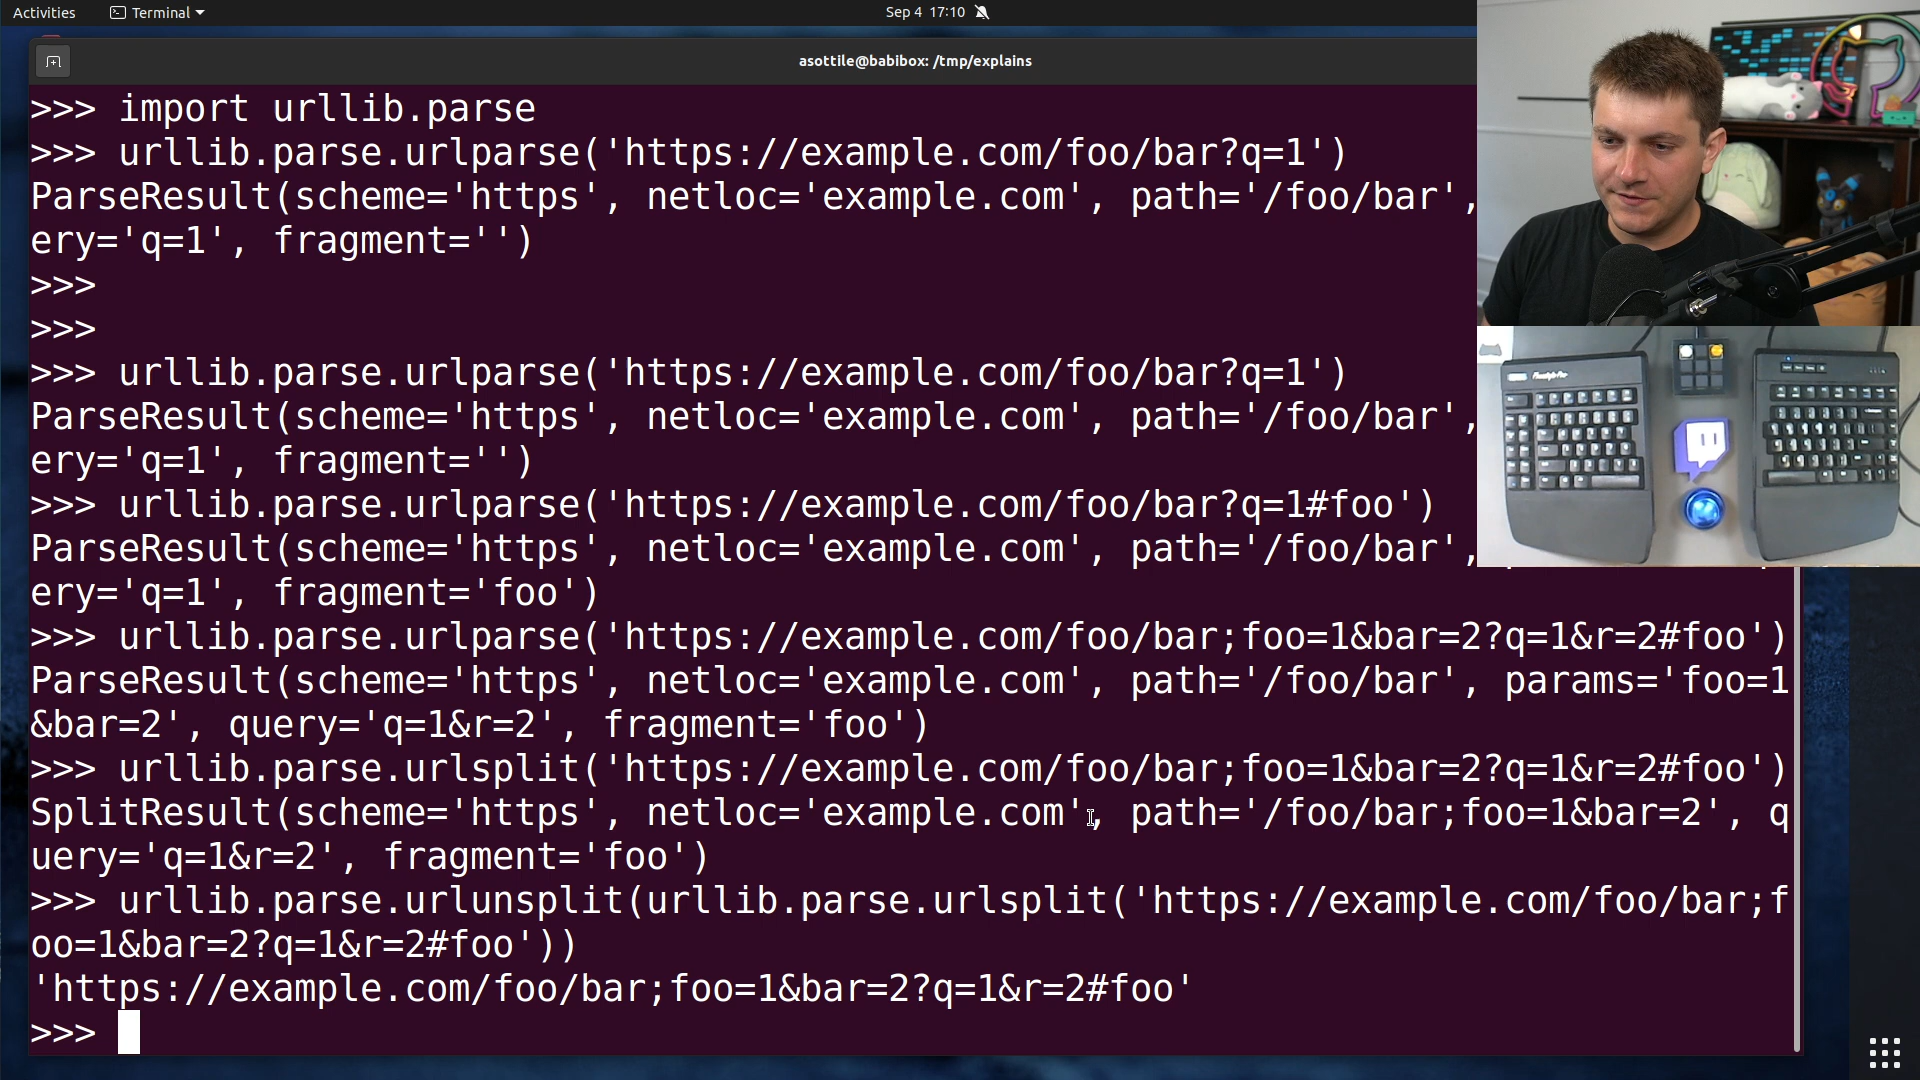 Activities
Terminal
Sep 4 17:10
asottile@babibox: /tmp/explains
>>> import urllib.parse
>>> urllib.parse.urlparse('https://example.com/foo/bar?q=1')
ParseResult(scheme='https', netloc='example.com', path='/foo/bar',
ery='q=1', fragment='')
>>>
>>>
>>> urllib.parse.urlparse('https://example.com/foo/bar?q=1')
ParseResult(scheme='https', netloc='example.com', path='/foo/bar',
ery='q=1', fragment='')
>>> urllib.parse.urlparse('https://example.com/foo/bar?q=1#foo')
ParseResult(scheme='https', netloc='example.com', path='/foo/bar',
ery='q=1', fragment='foo')
>>> urllib.parse.urlparse('https://example.com/foo/bar;foo=1&bar=2?q=1&r=2#foo')
ParseResult(scheme='https', netloc='example.com', path='/foo/bar', params='foo=1
&bar=2', query='q=1&r=2', fragment='foo')
>>> urllib.parse.urlsplit('https://example.com/foo/bar;foo=1&bar=2?q=1&r=2#foo')
SplitResult(scheme='https', netloc='example.com', path='/foo/bar;foo=1&bar=2', q
uery='q=1&r=2', fragment='foo')
>>> urllib.parse.urlunsplit(urllib.parse.urlsplit('https://example.com/foo/bar;f
oo=1&bar=2?q=1&r=2#foo'))
'https://example.com/foo/bar;foo=1&bar=2?q=1&r=2#foo'
>>>